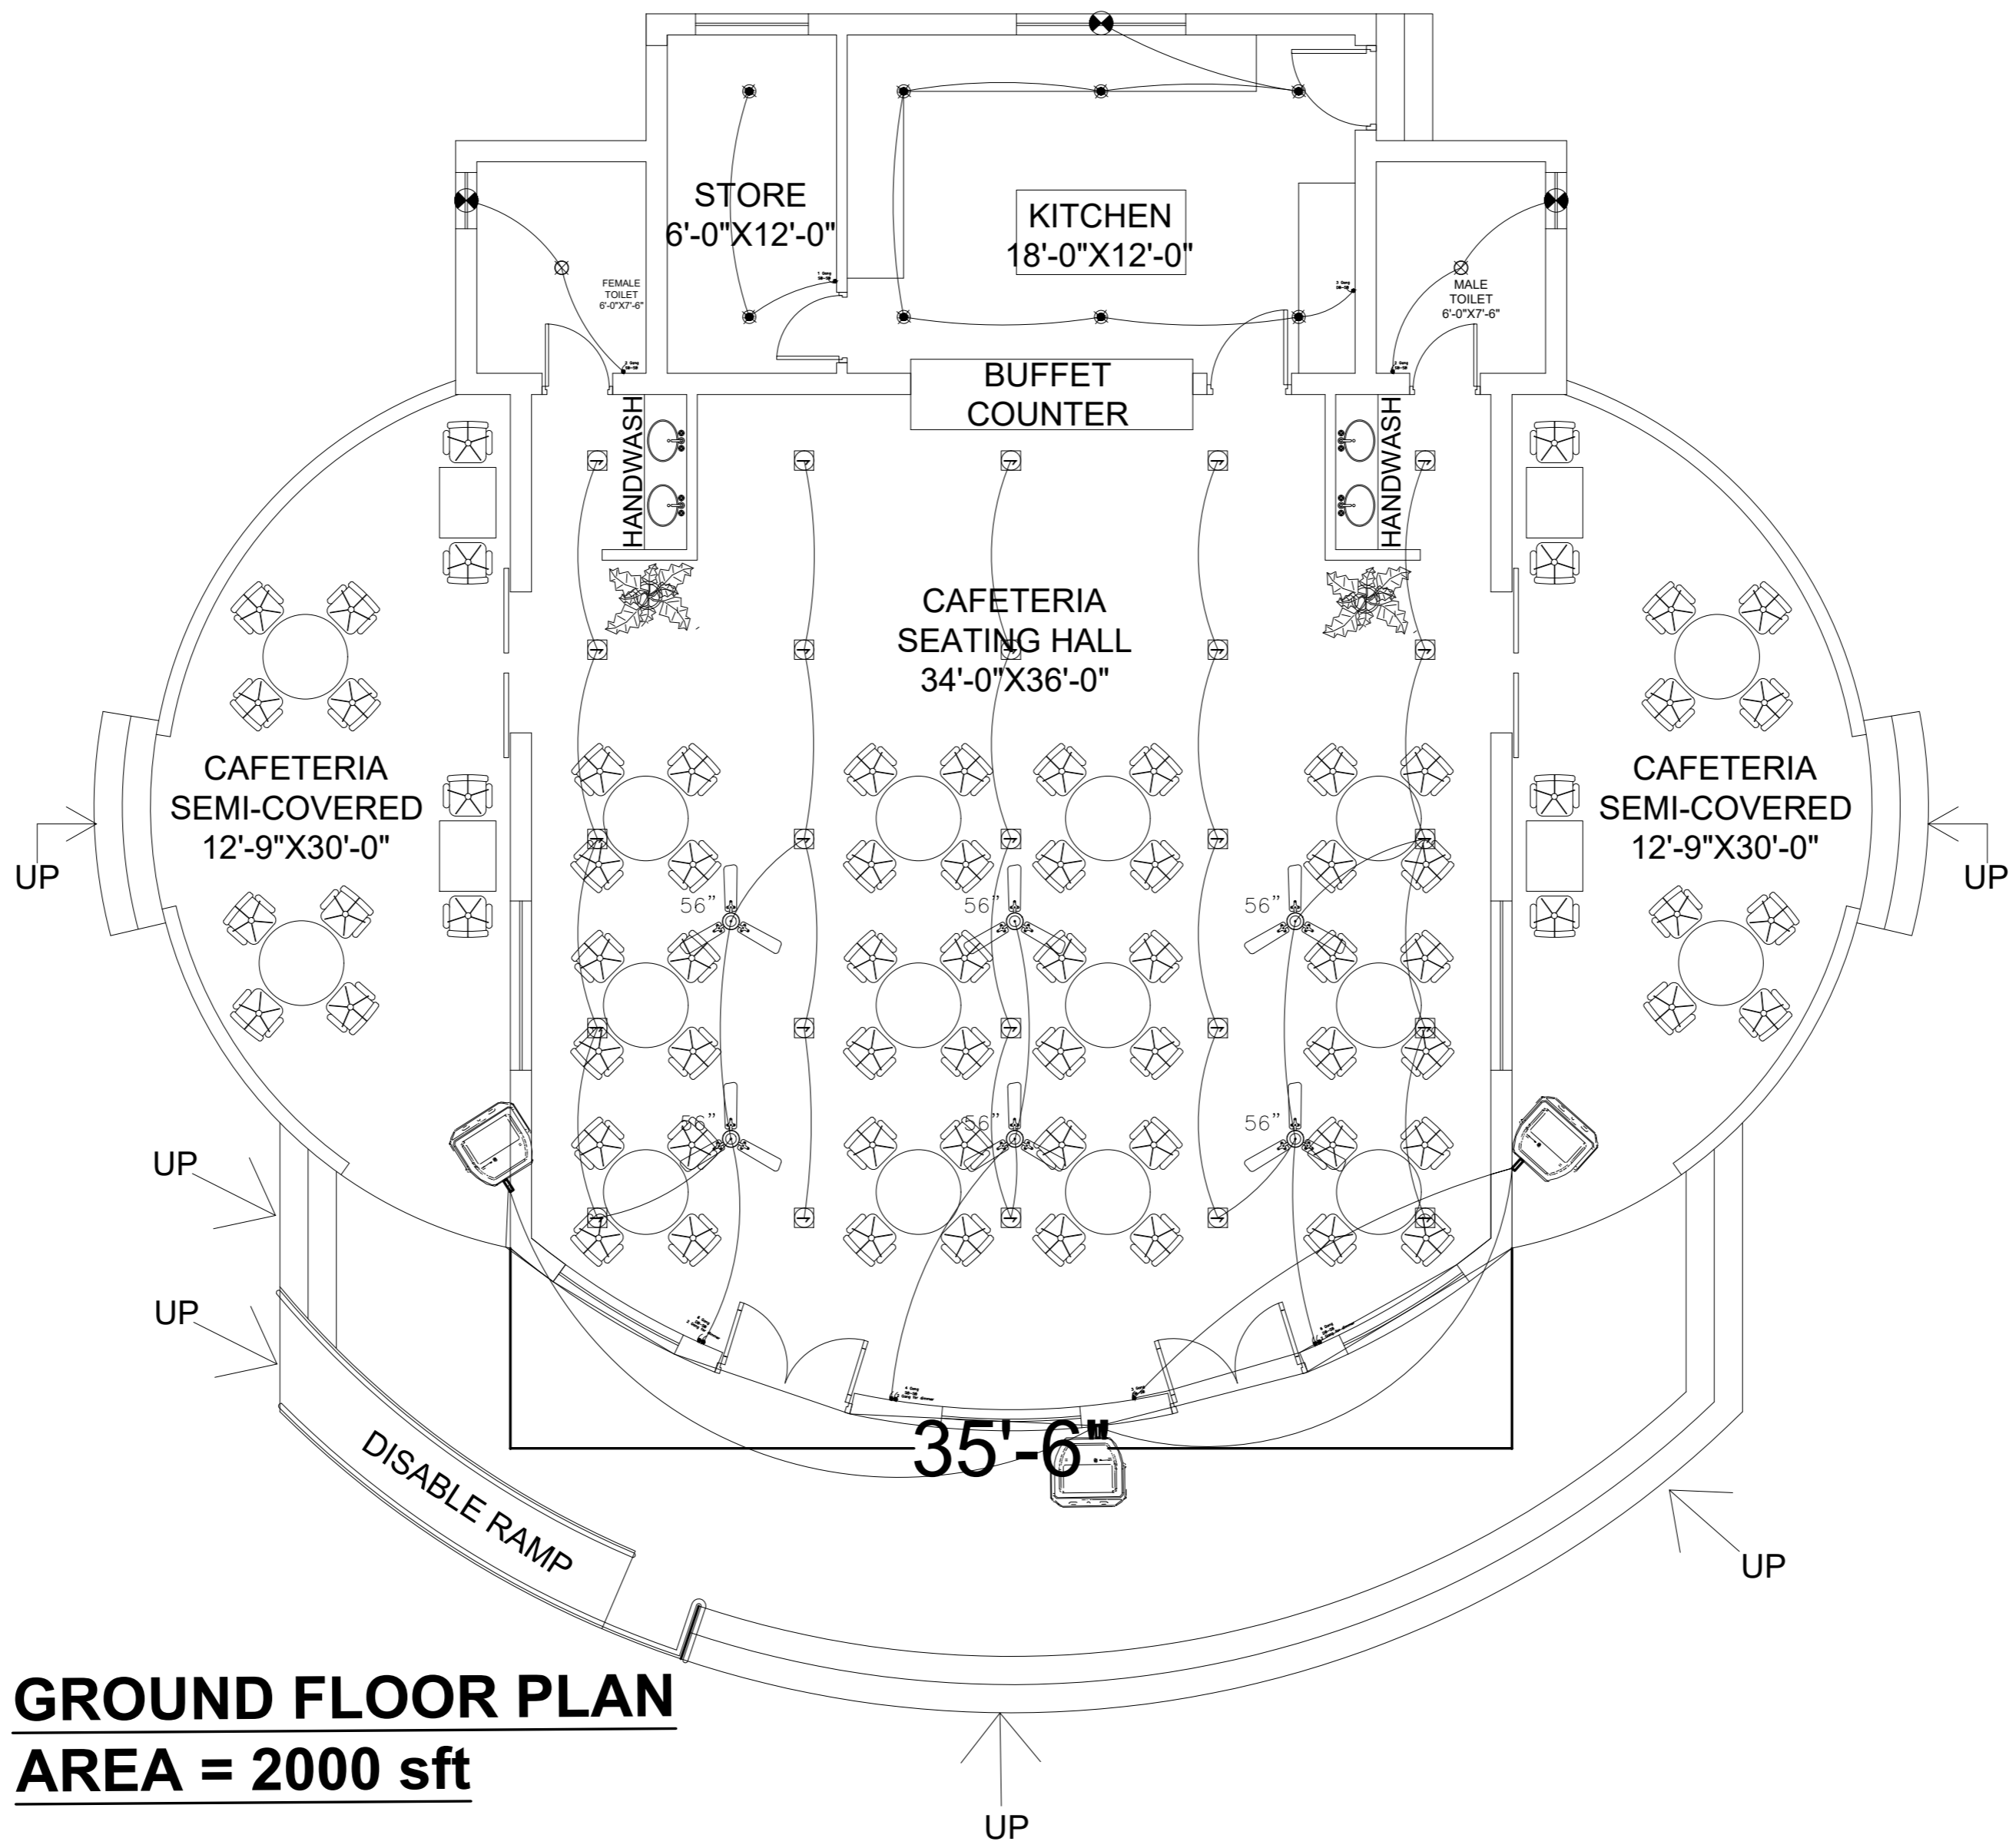 STORE
6'-0"X12'-0"
KITCHEN
18'-0"X12'-0"
FEMALE
TOILET
6'-0"X7'-6"
MALE
TOILET
6'-0"X7'-6"
BUFFET
COUNTER
HANDWASH
HANDWASH
CAFETERIA
SEATING HALL
34'-0"X36'-0"
CAFETERIA
SEMI-COVERED
12'-9"X30'-0"
CAFETERIA
SEMI-COVERED
12'-9"X30'-0"
UP
UP
56"
56"
56"
56"
56"
56"
UP
UP
35'-6"
DISABLE RAMP
UP
GROUND FLOOR PLAN
AREA = 2000 sft
UP